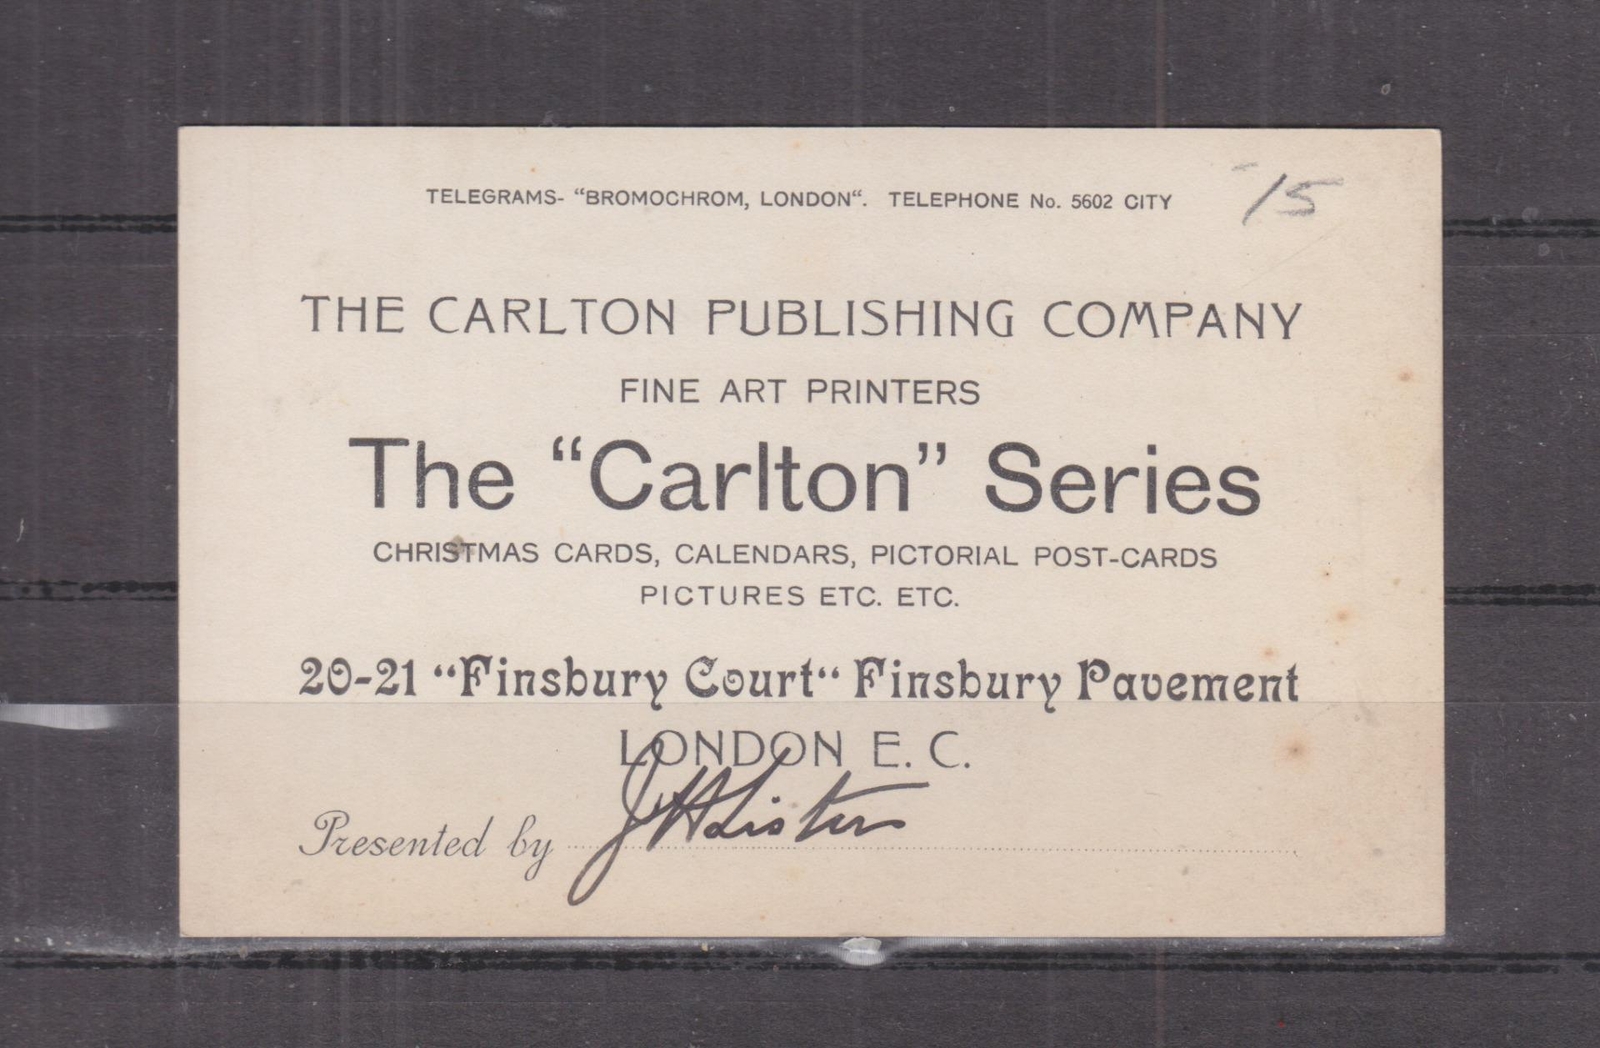 TELEGRAMS- “BROMOCHROM, LONDON“. TELEPHONE No. 5602 CITY
-/5
THE CARLTON PUBLISHING COMPANY
FINE ART PRINTERS
The “Carlton” Series
CHRISTMAS CARDS, CALENDARS, PICTORIAL POST-CARDS
PICTURES ETC. ETC.
20-21 “Finsbury Court“ Finsbury Pavement
LONDON E. C.
Presented by J H Lister